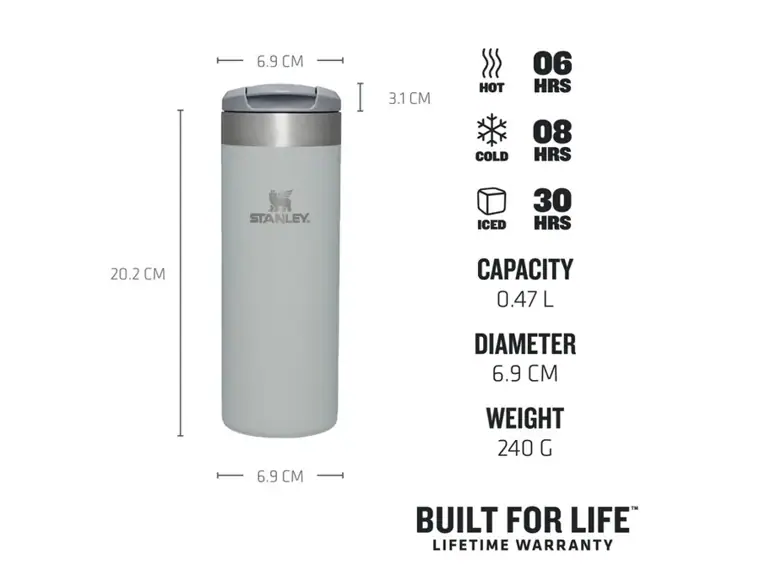 6.9 CM
3.1 CM
STANLEY.
20.2 CM
6.9 CM
HOT
06
HRS
COLD
08
HRS
ICED
30
HRS
CAPACITY
0.47 L
DIAMETER
6.9 CM
WEIGHT
240 G
BUILT FOR LIFE™
LIFETIME WARRANTY